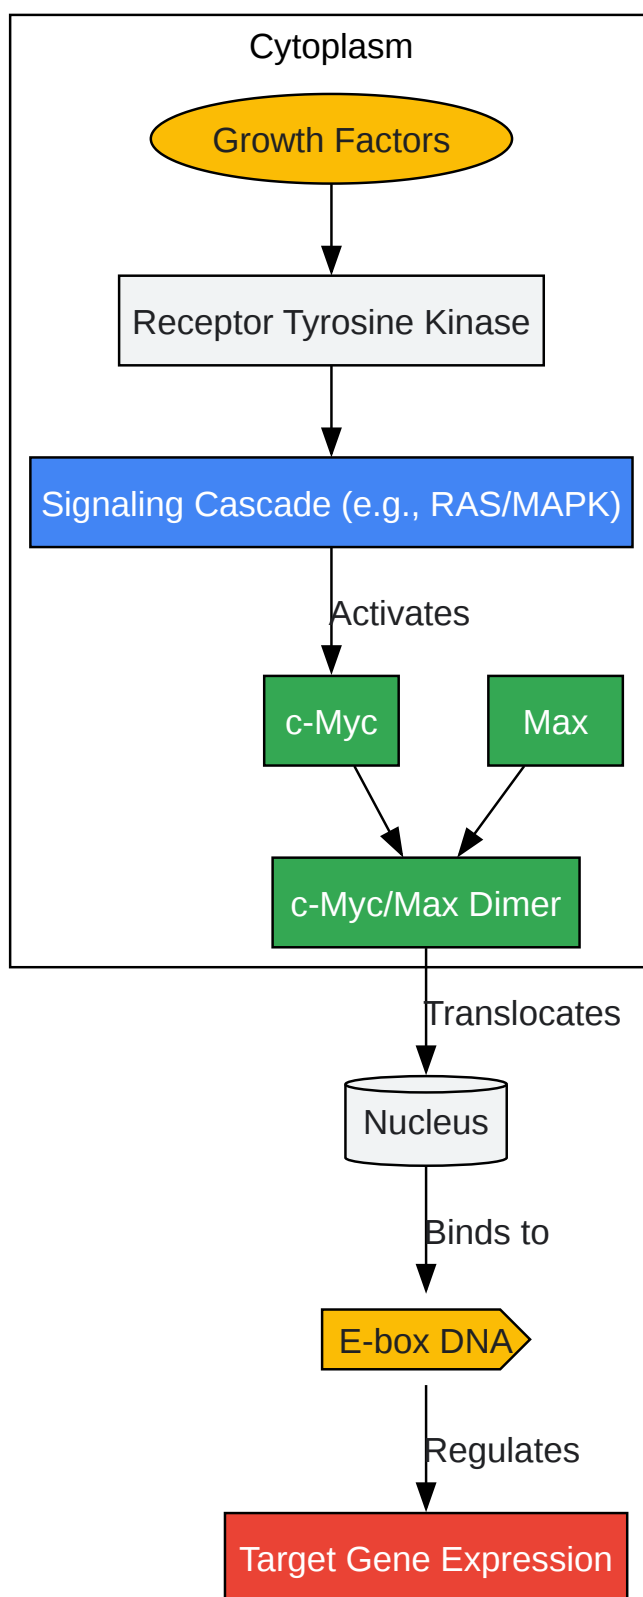 Cytoplasm
Growth Factors
Receptor Tyrosine Kinase
Signaling Cascade (e.g., RAS/MAPK)
Activates
c-Myc
Max
c-Myc/Max Dimer
Translocates
Nucleus
Binds to
E-box DNA
Regulates
Target Gene Expression